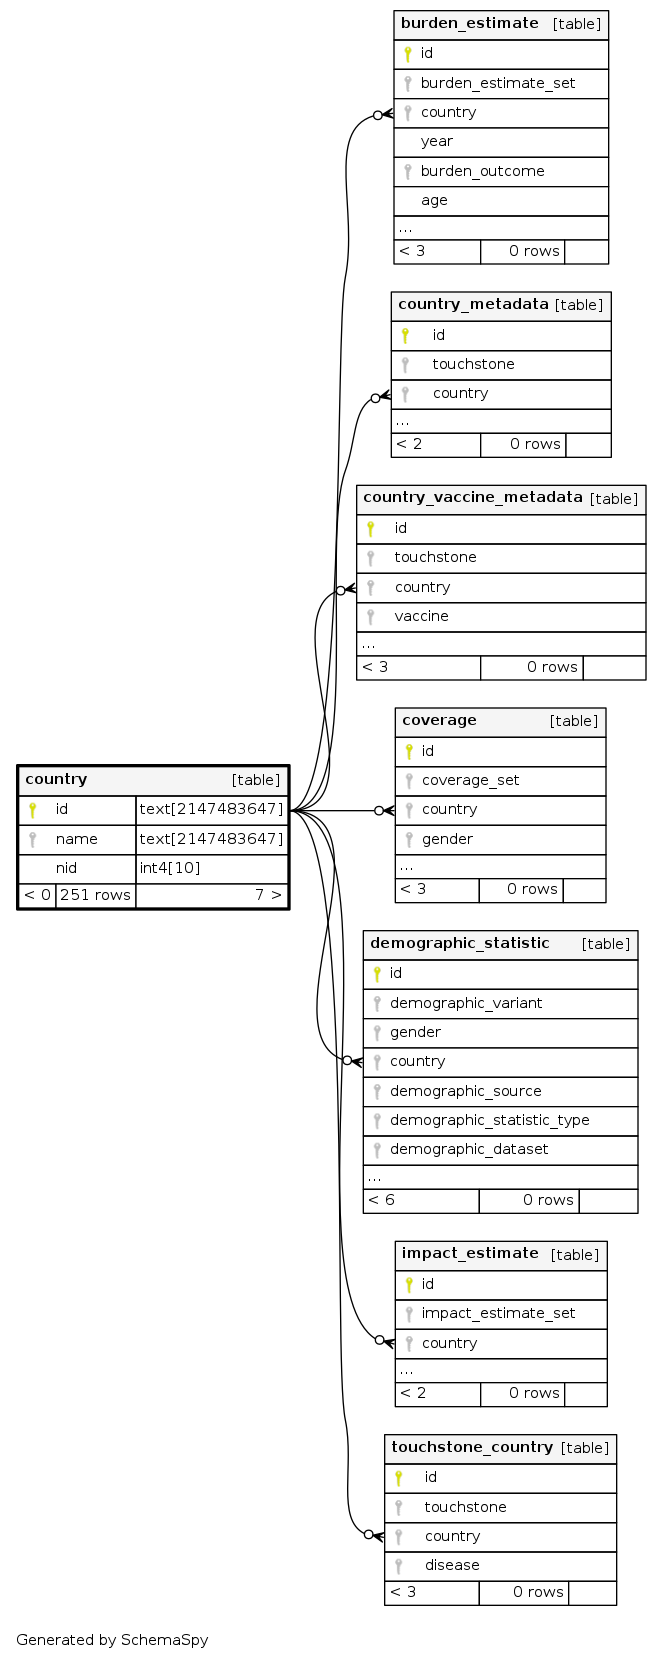 burden_estimate [table]
id
burden_estimate_set
country
year
burden_outcome
age
...
< 3 0 rows
country_metadata [table]
id
touchstone
country
...
< 2 0 rows
country_vaccine_metadata [table]
id
touchstone
country
vaccine
...
< 3 0 rows
coverage [table]
id
coverage_set
country
gender
...
< 3 0 rows
country [table]
id text[2147483647]
name text[2147483647]
nid int4[10]
< 0 251 rows 7 >
demographic_statistic [table]
id
demographic_variant
gender
country
demographic_source
demographic_statistic_type
demographic_dataset
...
< 6 0 rows
impact_estimate [table]
id
impact_estimate_set
country
...
< 2 0 rows
touchstone_country [table]
id
touchstone
country
disease
< 3 0 rows
Generated by SchemaSpy